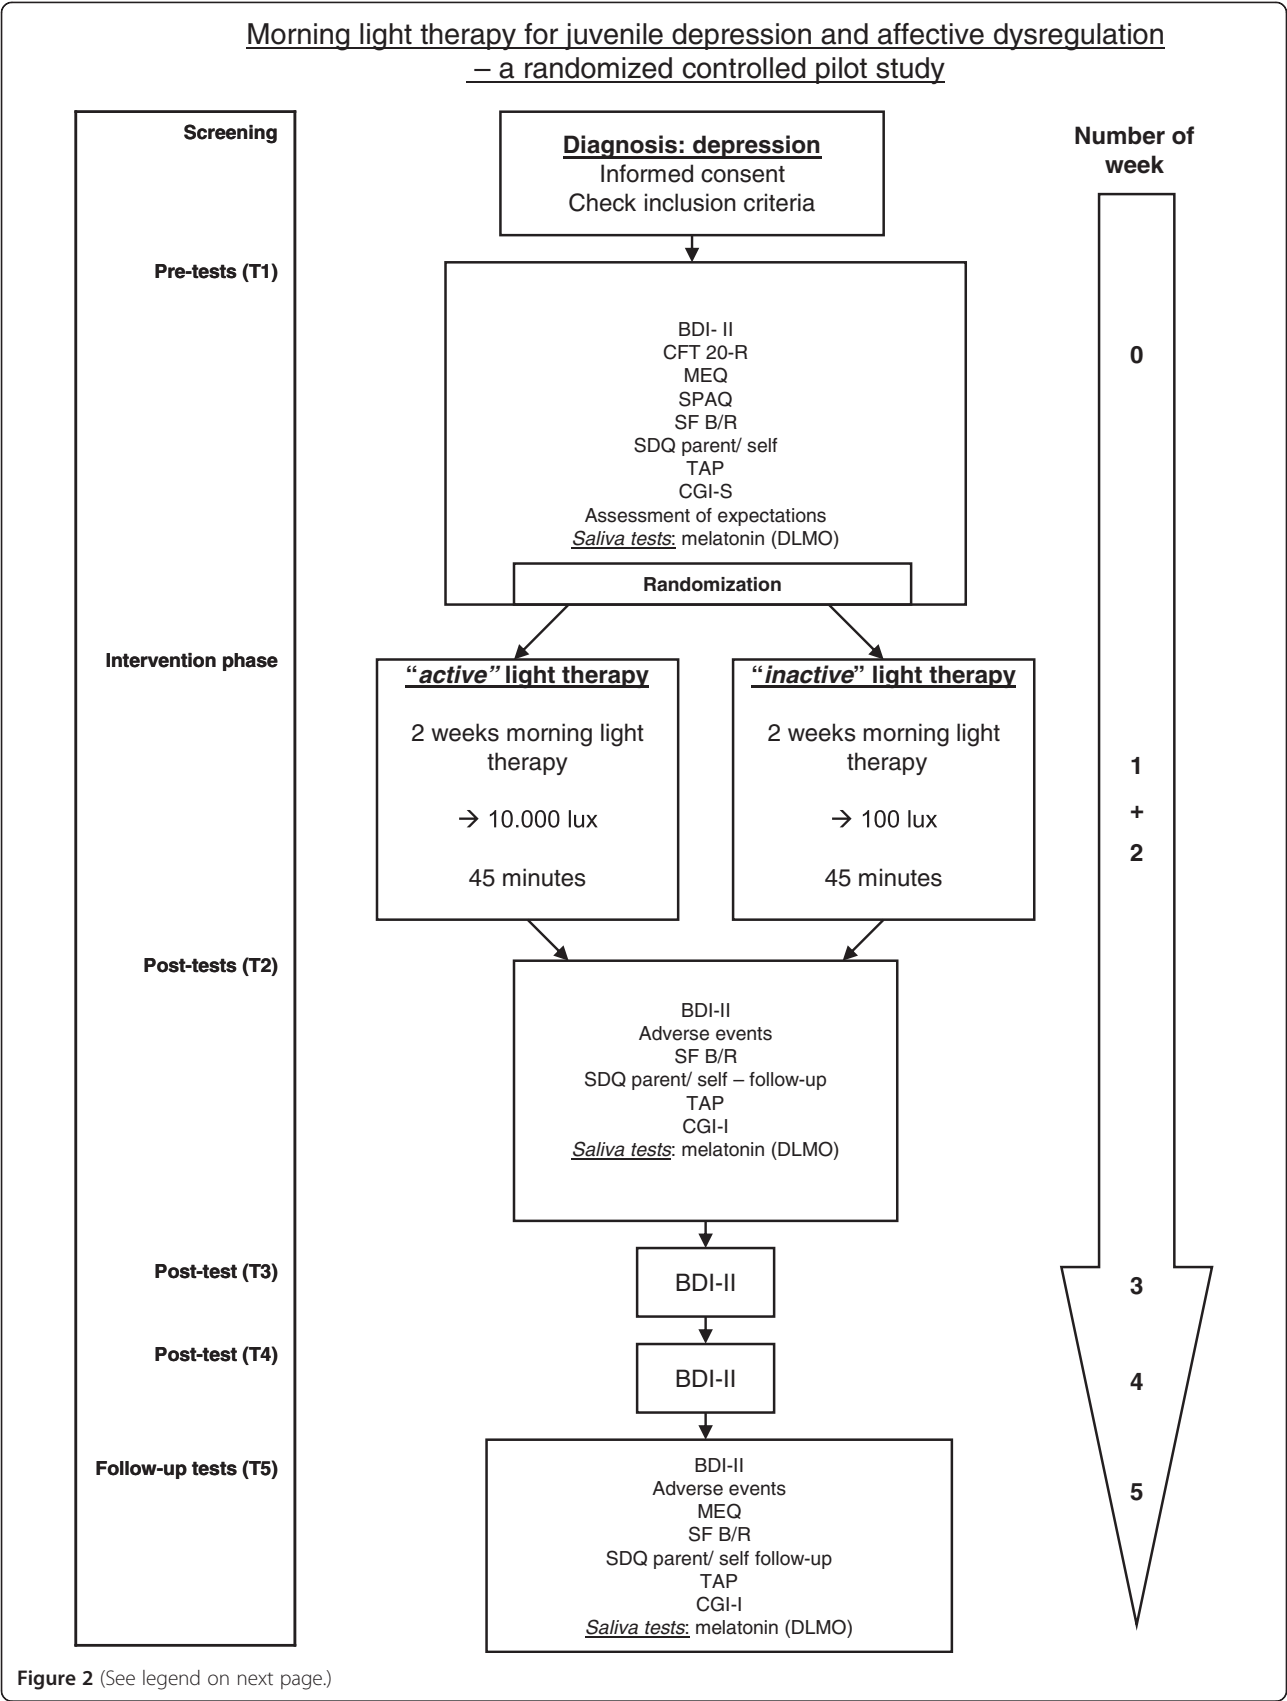 Morning light therapy for juvenile depression and affective dysregulation
– a randomized controlled pilot study
Screening
Diagnosis: depression
Informed consent
Check inclusion criteria
Number of
week
Pre-tests (T1)
BDI- II
CFT 20-R
MEQ
SPAQ
SF B/R
SDQ parent/ self
TAP
CGI-S
Assessment of expectations
Saliva tests: melatonin (DLMO)
Randomization
0
Intervention phase
“active” light therapy
2 weeks morning light
therapy
→ 10.000 lux
45 minutes
“inactive” light therapy
2 weeks morning light
therapy
→ 100 lux
45 minutes
1
+
2
Post-tests (T2)
BDI-II
Adverse events
SF B/R
SDQ parent/ self – follow-up
TAP
CGI-I
Saliva tests: melatonin (DLMO)
Post-test (T3)
BDI-II
3
Post-test (T4)
BDI-II
4
Follow-up tests (T5)
BDI-II
Adverse events
MEQ
SF B/R
SDQ parent/ self follow-up
TAP
CGI-I
Saliva tests: melatonin (DLMO)
5
Figure 2 (See legend on next page.)